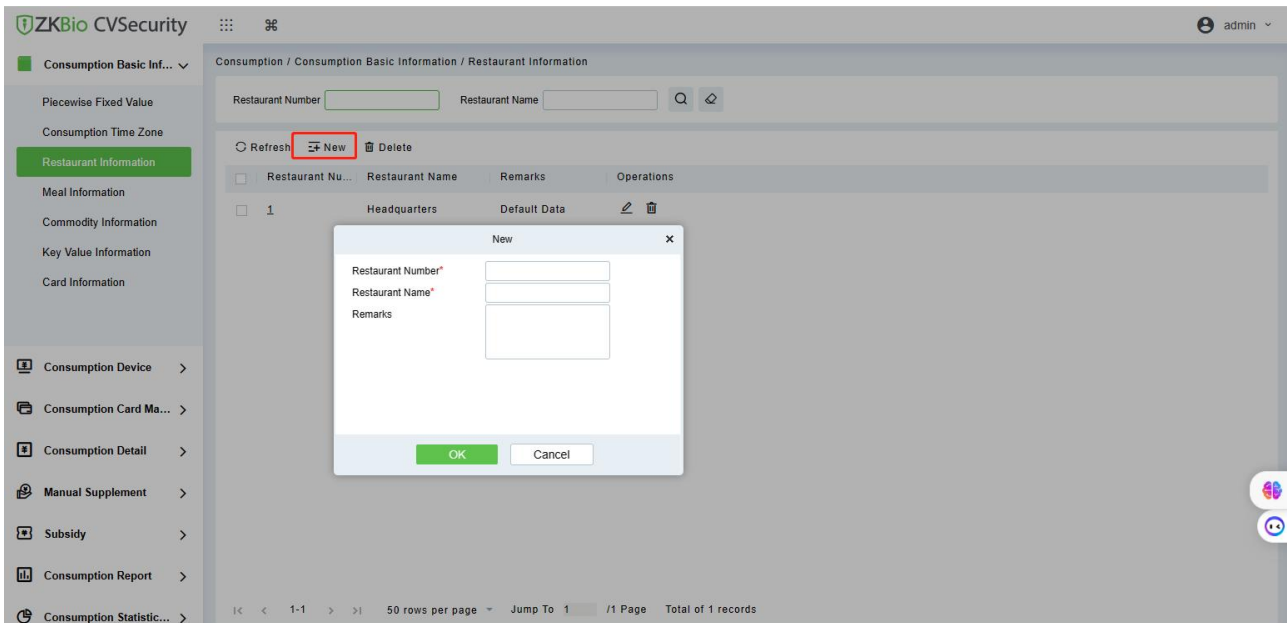 ZKBio CVSecurity
admin
Consumption Basic Inf...
Piecewise Fixed Value
Consumption Time Zone
Restaurant Information
Meal Information
Commodity Information
Key Value Information
Card Information
Consumption Device
Consumption Card Ma...
Consumption Detail
Manual Supplement
Subsidy
Consumption Report
Consumption Statistic...
Consumption / Consumption Basic Information / Restaurant Information
Restaurant Number Restaurant Name
Refresh New Delete
Restaurant Nu... Restaurant Name Remarks Operations
1 Headquarters Default Data
New
Restaurant Number*
Restaurant Name*
Remarks
OK Cancel
1-1 50 rows per page Jump To 1 /1 Page Total of 1 records